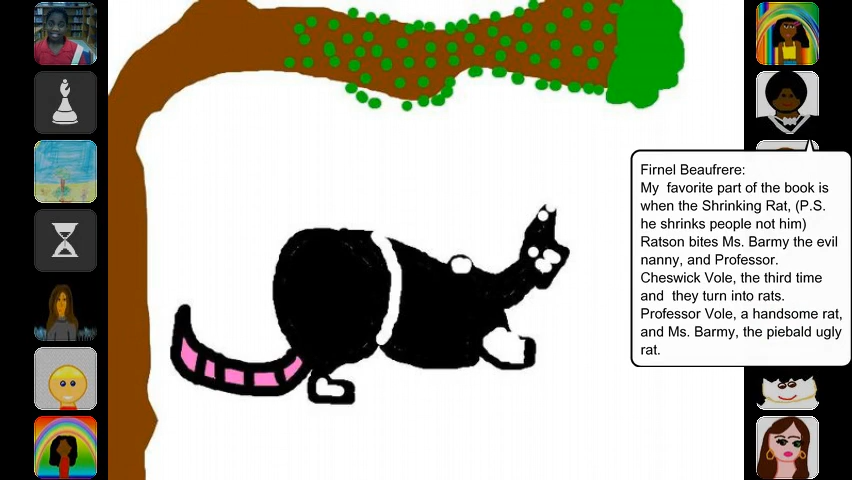 Firnel Beaufrere:
My  favorite part of the book is
when the Shrinking Rat, (P.S.
he shrinks people not him)
Ratson bites Ms. Barmy the evil
nanny, and Professor.
Cheswick Vole, the third time
and  they turn into rats.
Professor Vole, a handsome rat,
and Ms. Barmy, the piebald ugly
rat.